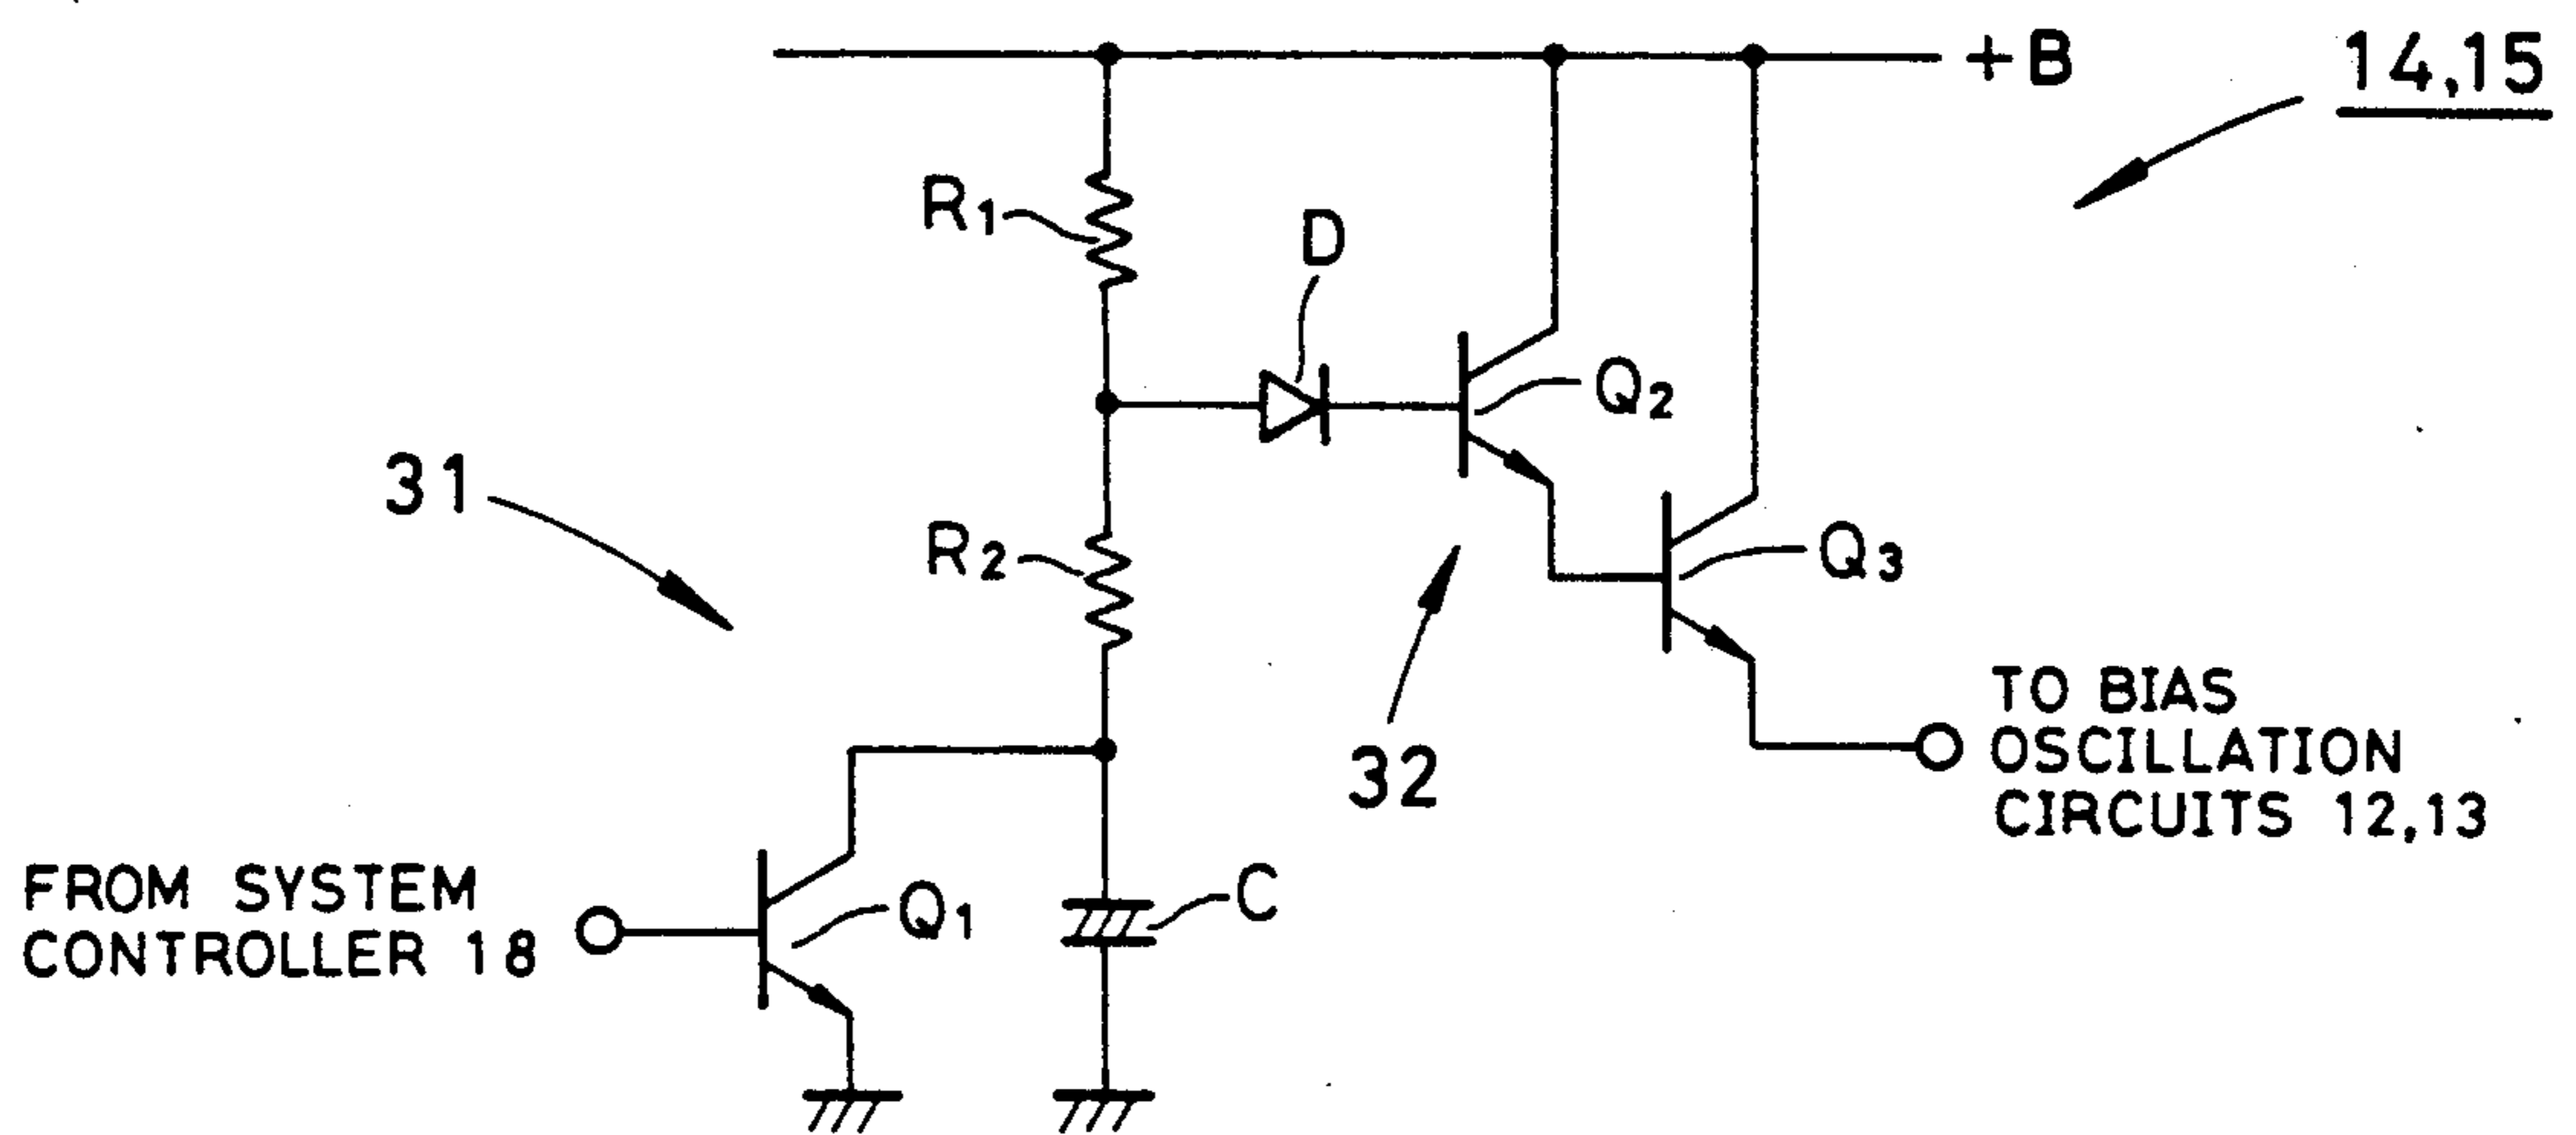 +B
14,15
R1
D
Q2
31
R2
Q3
32
TO BIAS
OSCILLATION
CIRCUITS 12,13
FROM SYSTEM
CONTROLLER 18
Q1
C